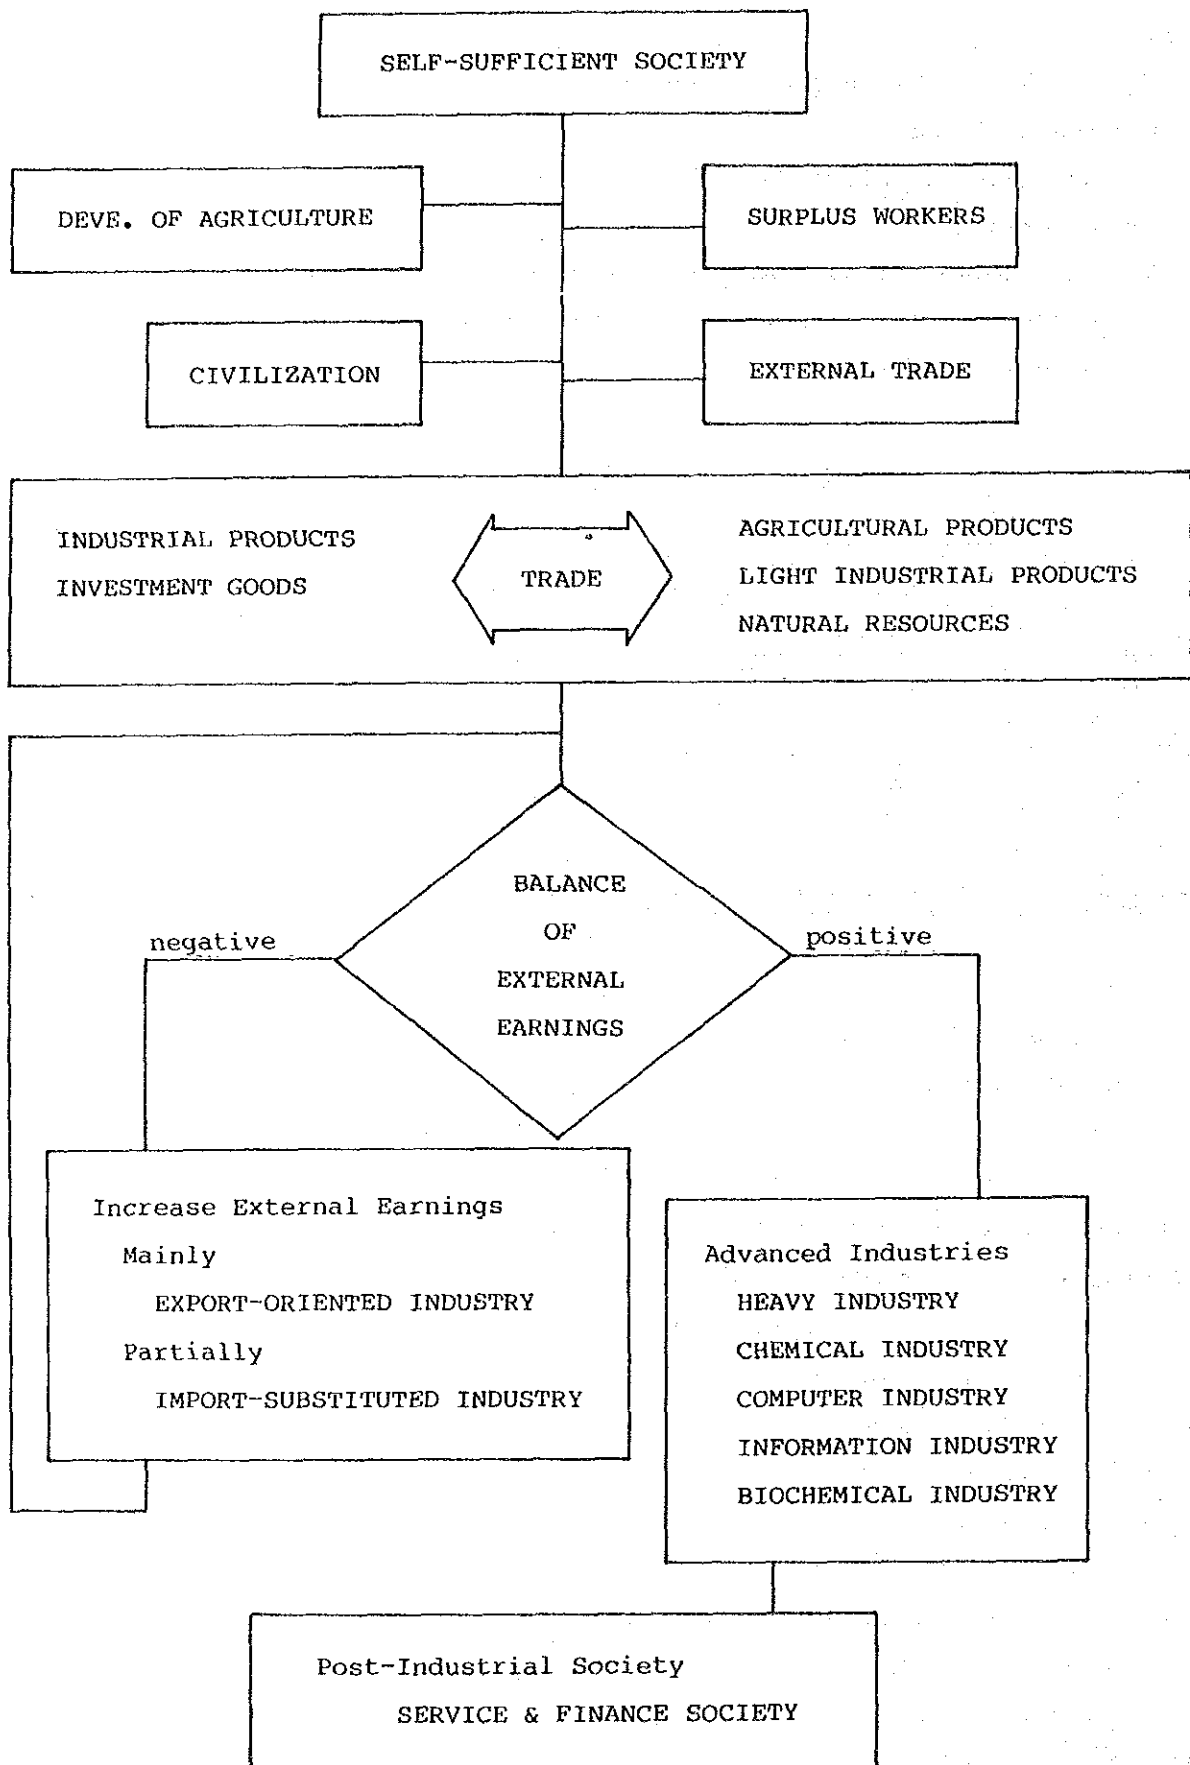 SELF-SUFFICIENT SOCIETY
DEVE. OF AGRICULTURE
SURPLUS WORKERS
CIVILIZATION
EXTERNAL TRADE
INDUSTRIAL PRODUCTS
INVESTMENT GOODS
TRADE
AGRICULTURAL PRODUCTS
LIGHT INDUSTRIAL PRODUCTS
NATURAL RESOURCES
BALANCE
OF
EXTERNAL
EARNINGS
negative
positive
Increase External Earnings
Mainly
EXPORT-ORIENTED INDUSTRY
Partially
IMPORT-SUBSTITUTED INDUSTRY
Advanced Industries
HEAVY INDUSTRY
CHEMICAL INDUSTRY
COMPUTER INDUSTRY
INFORMATION INDUSTRY
BIOCHEMICAL INDUSTRY
Post-Industrial Society
SERVICE & FINANCE SOCIETY